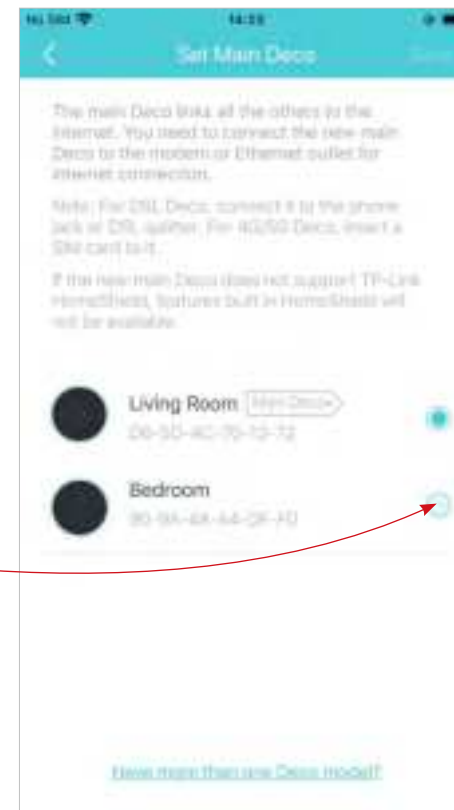 No SIM
14:
Set Main Deco
Save
The main Deco links all the others to the
internet. You need to connect the new main
Deco to the modem or Ethernet outlet for
internet connection.
Note: For DSL Deco, connect it to the phone
jack or DSL splitter. For 4G/5G Deco, insert a
SIM card to it.
If the new main Deco does not support TP-Link
HomeShield, features built in HomeShield will
not be available.
Living Room Main Deco
Bedroom
Have more than one Deco model?